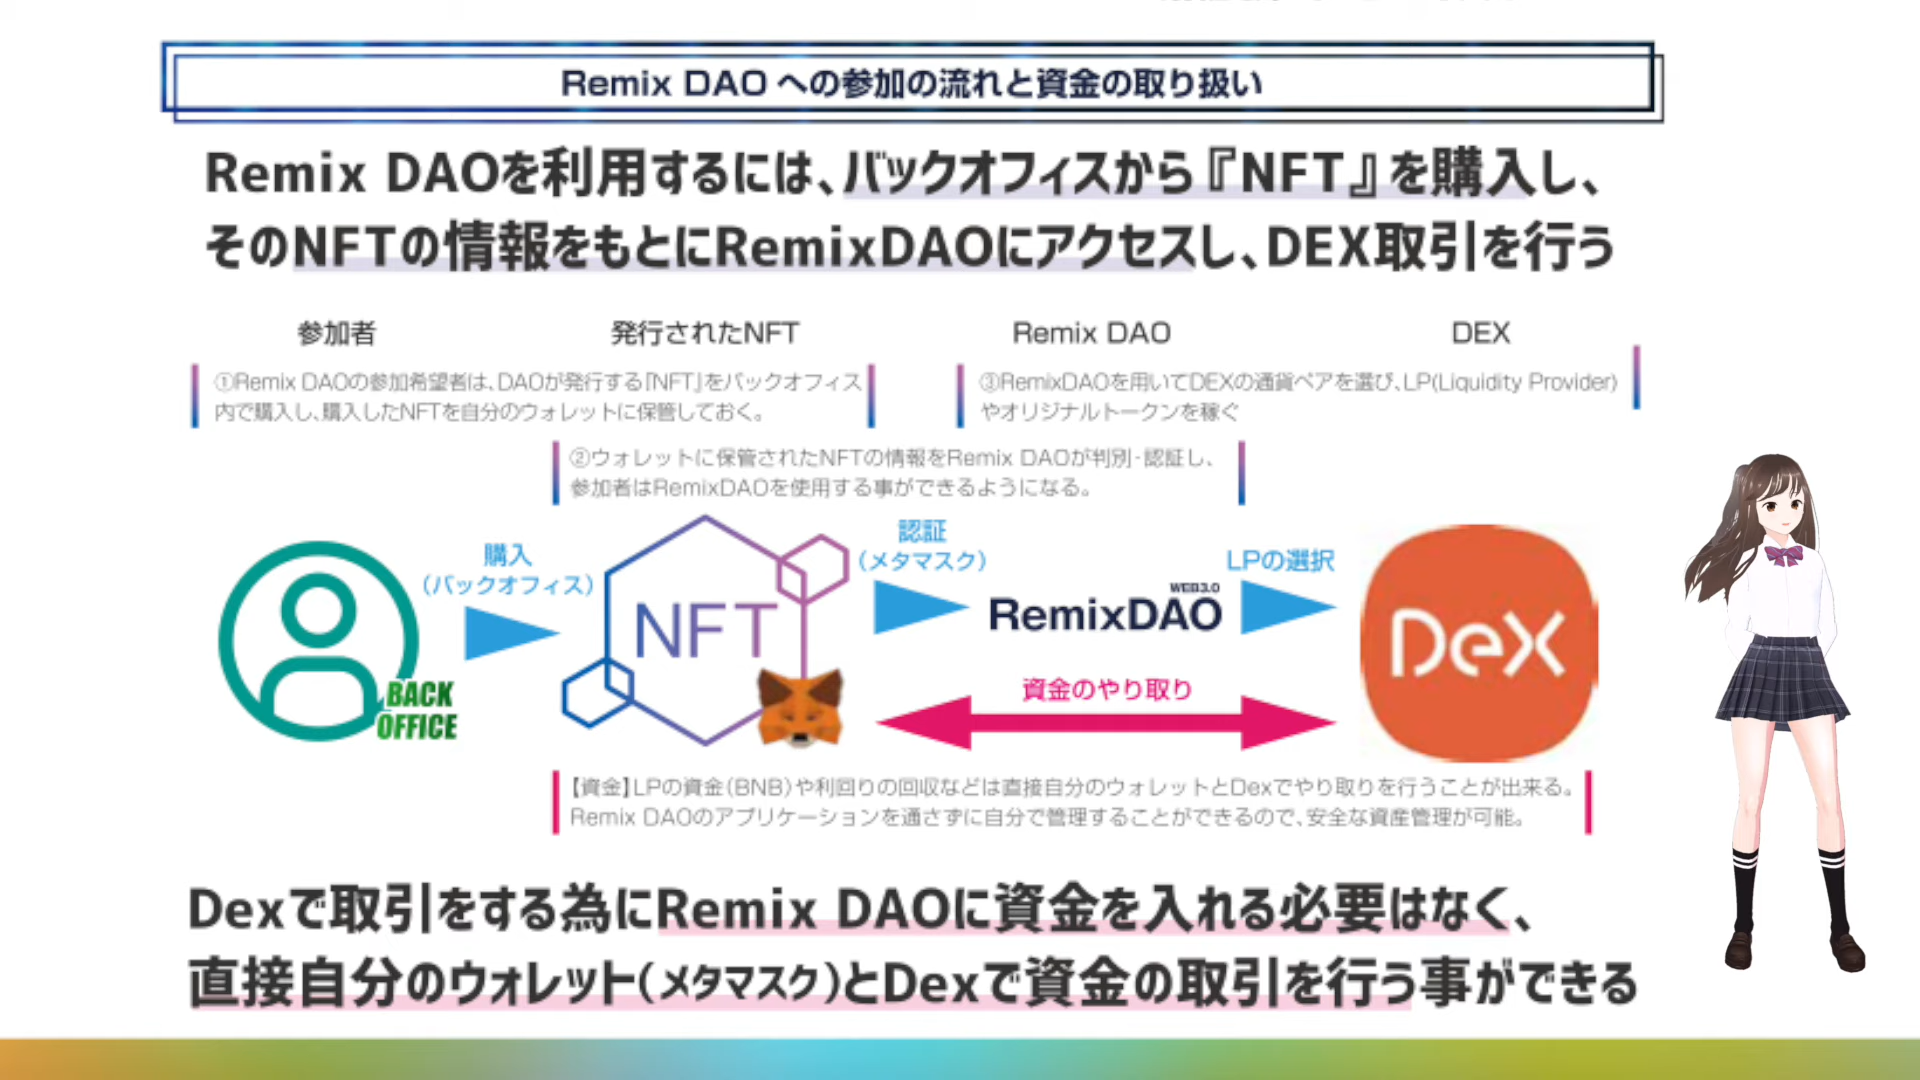 Remix DAO への参加の流れと資金の取り扱い
Remix DAOを利用するには、バックオフィスから『NFT』を購入し、
そのNFTの情報をもとにRemixDAOにアクセスし、DEX取引を行う
参加者
発行されたNFT
Remix DAO
DEX
①Remix DAOの参加希望者は、DAOが発行する『NFT』をバックオフィス
内で購入し、購入したNFTを自分のウォレットに保管しておく。
③RemixDAOを用いてDEXの通貨ペアを選び、LP(Liquidity Provider)
やオリジナルトークンを稼ぐ
②ウォレットに保管されたNFTの情報をRemix DAOが判別・認証し、
参加者はRemixDAOを使用する事ができるようになる。
購入
（バックオフィス）
認証
（メタマスク）
LPの選択
BACK
OFFICE
NFT
WEB3.0
RemixDAO
DeX
資金のやり取り
【資金】LPの資金（BNB）や利回りの回収などは直接自分のウォレットとDexでやり取りを行うことが出来る。
Remix DAOのアプリケーションを通さずに自分で管理することができるので、安全な資産管理が可能。
Dexで取引をする為にRemix DAOに資金を入れる必要はなく、
直接自分のウォレット（メタマスク）とDexで資金の取引を行う事ができる